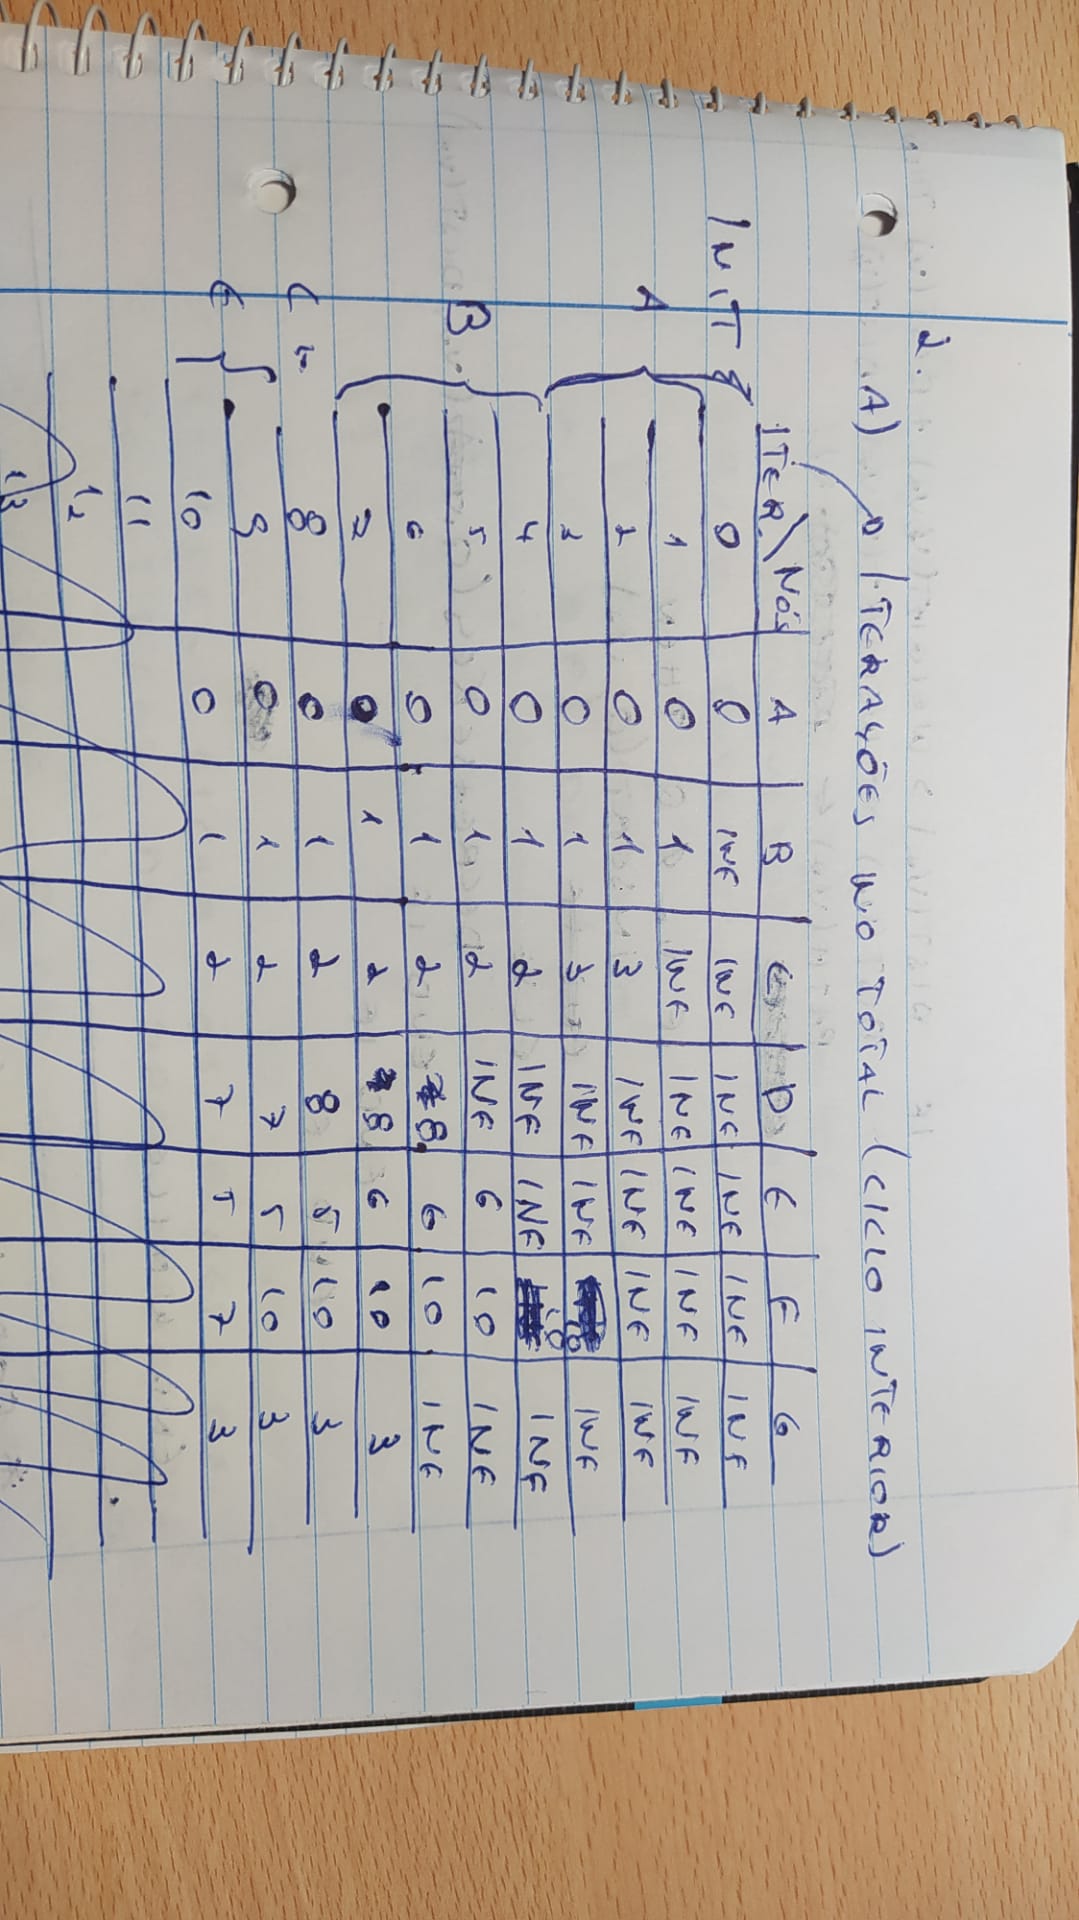 2.
A) → ITERAÇÕES NO TOTAL (CICLO INTERIOR)
ITER \ NÓS A B C D E F G
INIT 0 0 INF INF INF INF INF INF
1 0 1 INF INF INF INF INF
A 2 0 1 3 INF INF INF INF
3 0 1 3 INF INF 10 INF
4 0 1 2 INF INF 10 INF
B 5 0 1 2 INF 6 10 INF
6 0 1 2 8 6 10 INF
7 0 1 2 8 6 10 3
C 8 0 1 2 8 5 10 3
9 0 1 2 7 5 10 3
E 10 0 1 2 7 5 7 3
11
12
13